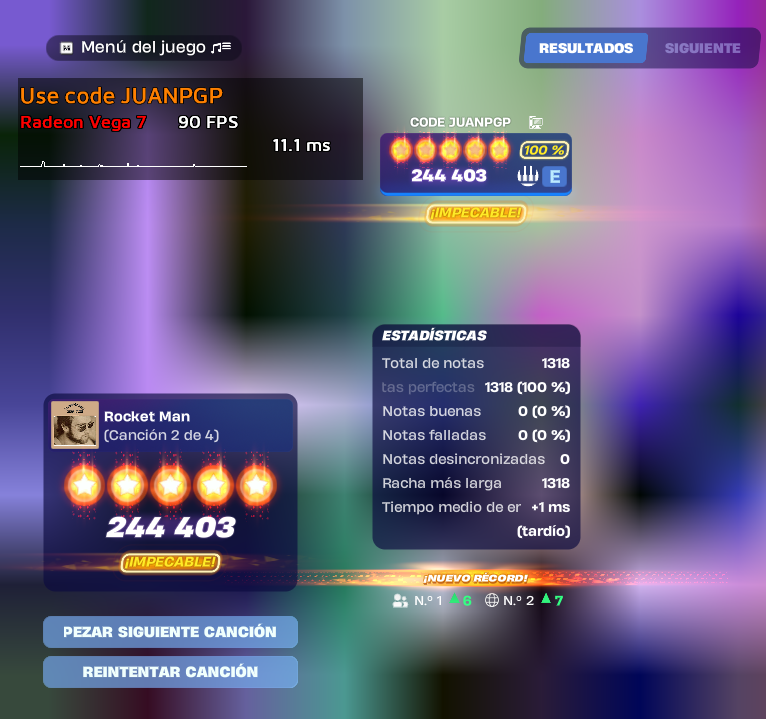 Menú del juego
RESULTADOS
SIGUIENTE
Use code JUANPGP
Radeon Vega 7 90 FPS
11.1 ms
CODE JUANPGP
100 %
244 403
E
¡IMPECABLE!
ESTADÍSTICAS
Total de notas 1318
tas perfectas 1318 (100 %)
Notas buenas 0 (0 %)
Notas falladas 0 (0 %)
Notas desincronizadas 0
Racha más larga 1318
Tiempo medio de er +1 ms
(tardío)
¡NUEVO RÉCORD!
N.º 1 6 N.º 2 7
Rocket Man
(Canción 2 de 4)
244 403
¡IMPECABLE!
PEZAR SIGUIENTE CANCIÓN
REINTENTAR CANCIÓN